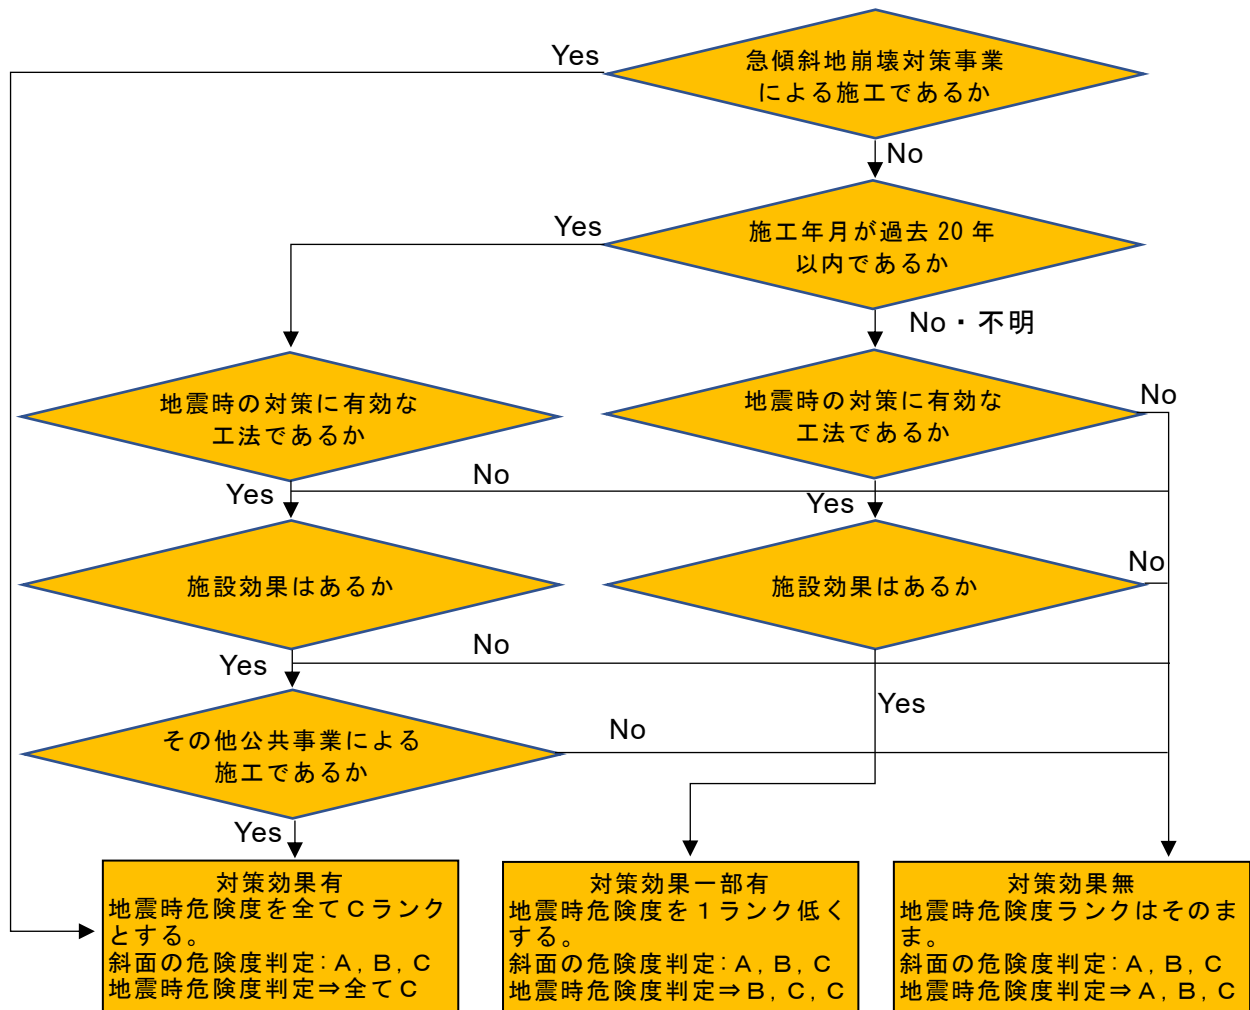 Yes
急傾斜地崩壊対策事業
による施工であるか
No
Yes
施工年月が過去 20 年
以内であるか
No・不明
地震時の対策に有効な
工法であるか
地震時の対策に有効な
工法であるか
No
No
Yes
Yes
施設効果はあるか
施設効果はあるか
No
No
Yes
Yes
その他公共事業による
施工であるか
No
Yes
対策効果有
地震時危険度を全てＣランク
とする。
斜面の危険度判定：Ａ，Ｂ，Ｃ
地震時危険度判定⇒全てＣ
対策効果一部有
地震時危険度を１ランク低く
する。
斜面の危険度判定：Ａ，Ｂ，Ｃ
地震時危険度判定⇒Ｂ，Ｃ，Ｃ
対策効果無
地震時危険度ランクはそのま
ま。
斜面の危険度判定：Ａ，Ｂ，Ｃ
地震時危険度判定⇒Ａ，Ｂ，Ｃ